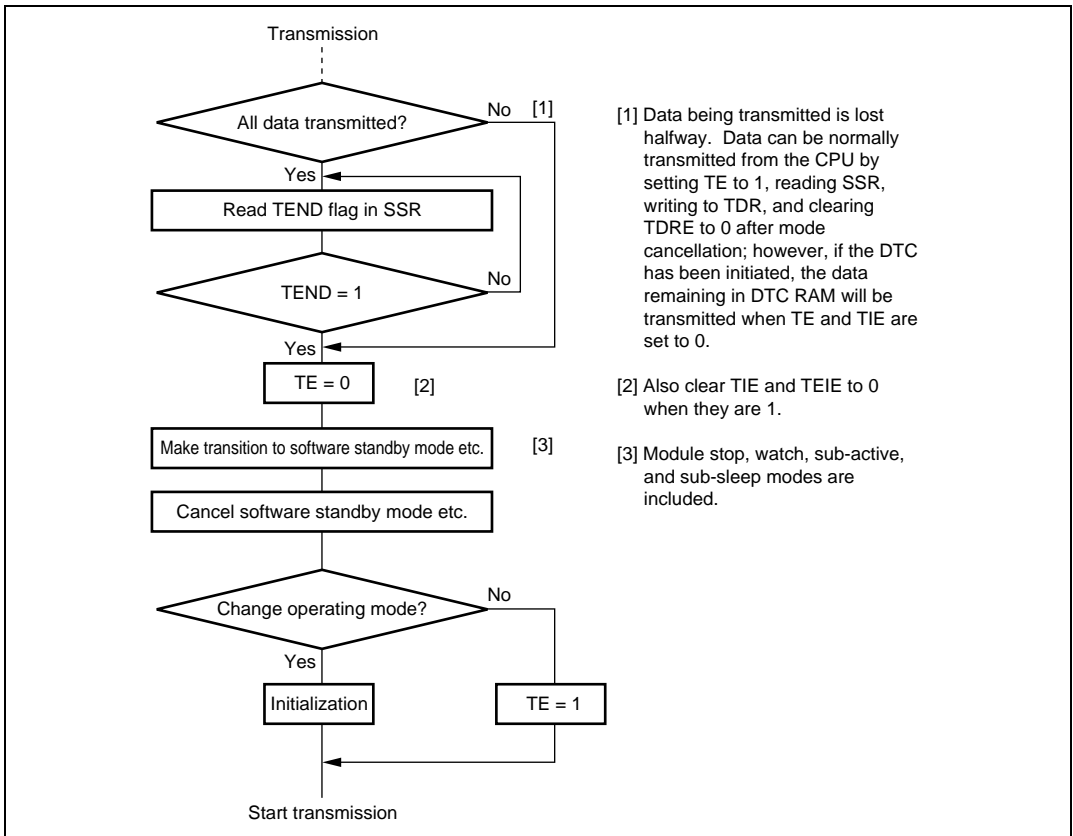 Transmission
All data transmitted?
No
[1]
Yes
Read TEND flag in SSR
TEND = 1
No
Yes
TE = 0
[2]
Make transition to software standby mode etc.
[3]
Cancel software standby mode etc.
Change operating mode?
No
Yes
Initialization
TE = 1
Start transmission
[1] Data being transmitted is lost
halfway. Data can be normally
transmitted from the CPU by
setting TE to 1, reading SSR,
writing to TDR, and clearing
TDRE to 0 after mode
cancellation; however, if the DTC
has been initiated, the data
remaining in DTC RAM will be
transmitted when TE and TIE are
set to 0.
[2] Also clear TIE and TEIE to 0
when they are 1.
[3] Module stop, watch, sub-active,
and sub-sleep modes are
included.